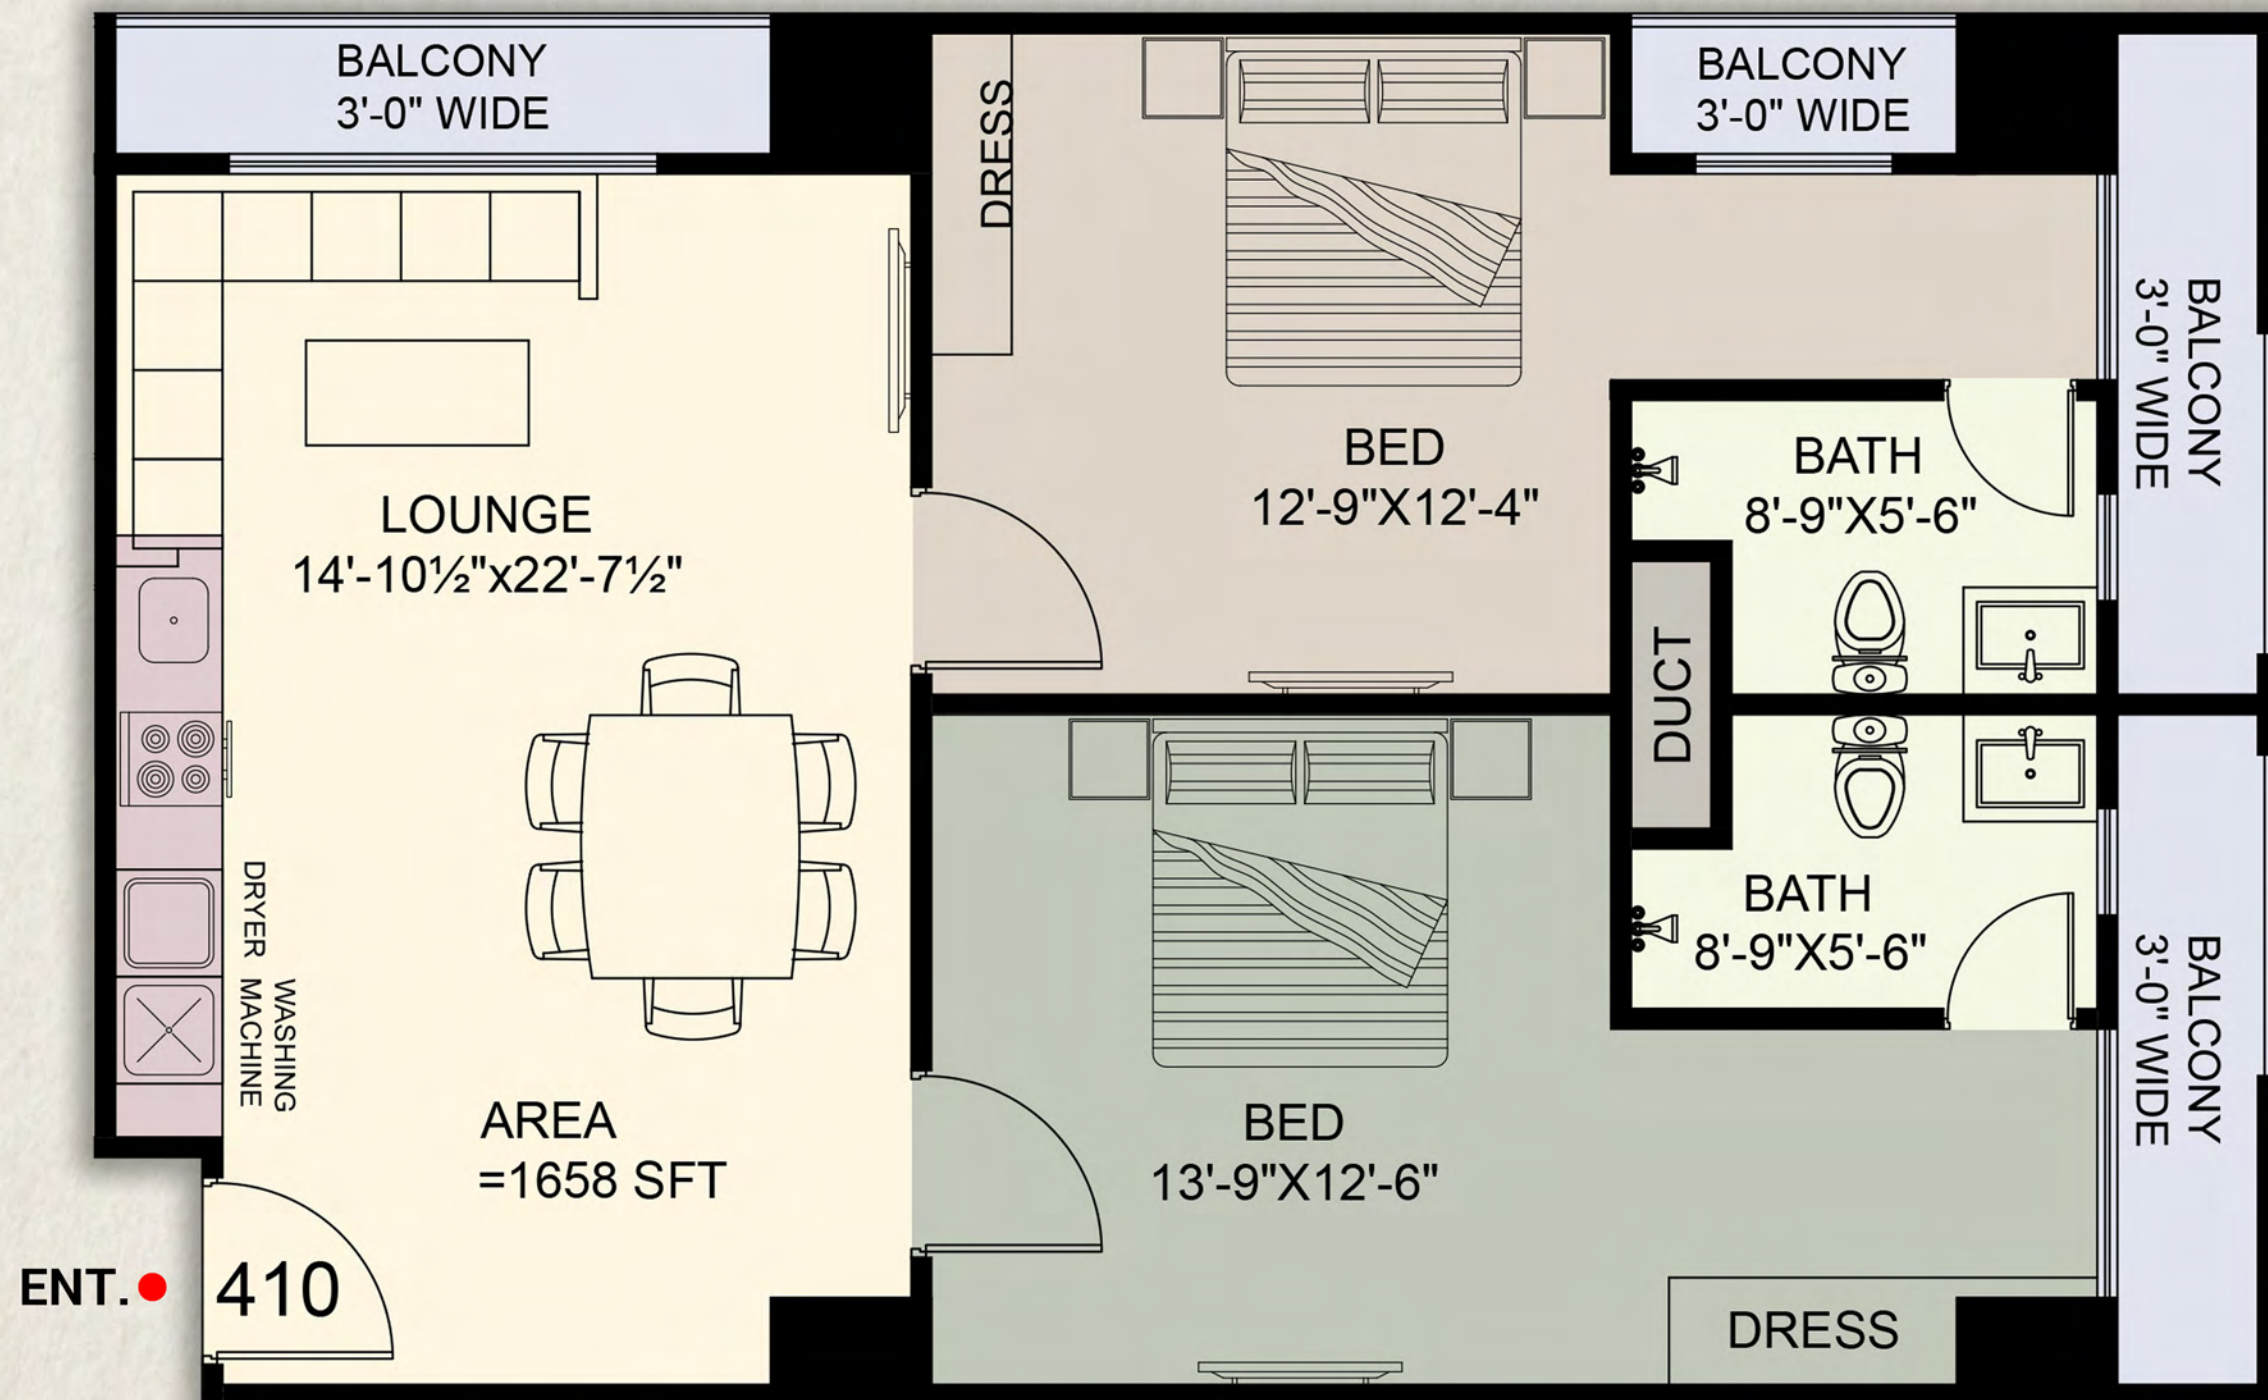 BALCONY
3'-0" WIDE
DRESS
BALCONY
3'-0" WIDE
BALCONY
3'-0" WIDE
LOUNGE
14'-10½"x22'-7½"
BED
12'-9"X12'-4"
BATH
8'-9"X5'-6"
DUCT
DRYER
WASHING
MACHINE
BATH
8'-9"X5'-6"
BALCONY
3'-0" WIDE
AREA
=1658 SFT
BED
13'-9"X12'-6"
ENT.
410
DRESS